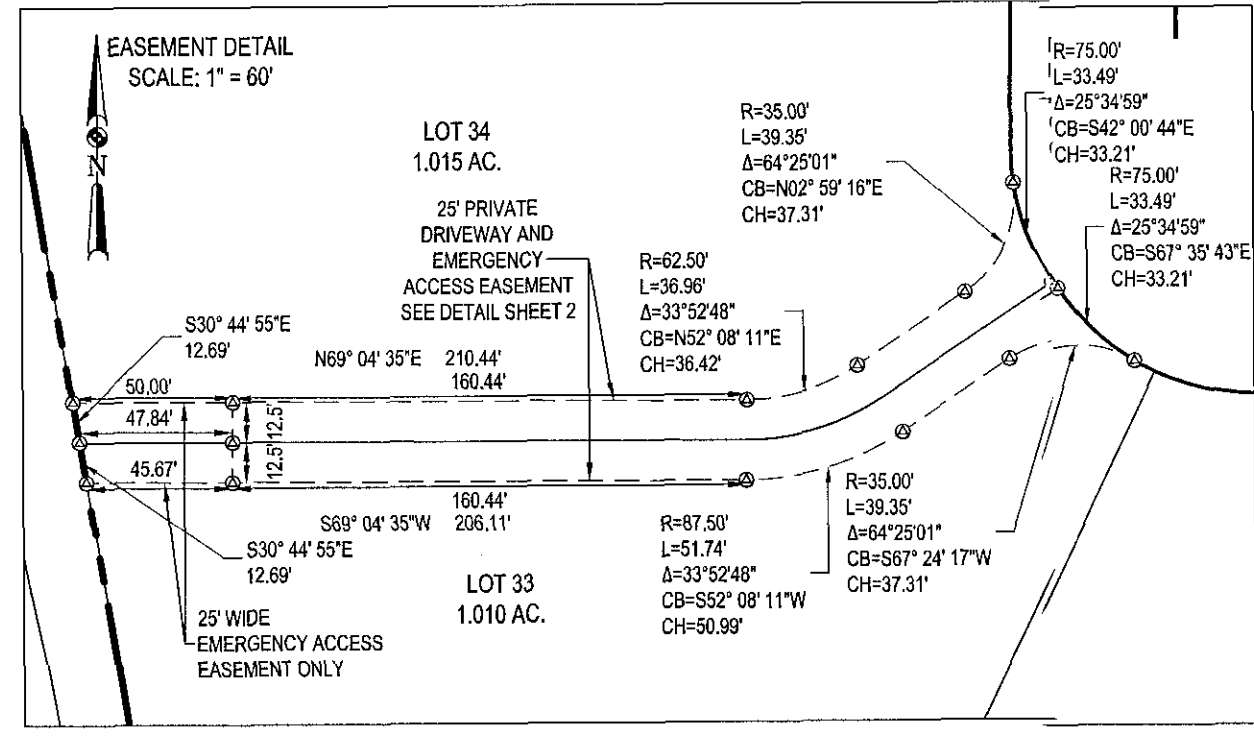 EASEMENT DETAIL
SCALE: 1" = 60'
N
LOT 34
1.015 AC.
25' PRIVATE
DRIVEWAY AND
EMERGENCY
ACCESS EASEMENT
SEE DETAIL SHEET 2
R=35.00'
L=39.35'
Δ=64°25'01"
CB=N02° 59' 16"E
CH=37.31'
R=75.00'
L=33.49'
Δ=25°34'59"
CB=S42° 00' 44"E
CH=33.21'
R=75.00'
L=33.49'
Δ=25°34'59"
CB=S67° 35' 43"E
CH=33.21'
R=62.50'
L=36.96'
Δ=33°52'48"
CB=N52° 08' 11"E
CH=36.42'
S30° 44' 55"E
12.69'
N69° 04' 35"E 210.44'
160.44'
50.00'
47.84'
12.5'
12.5'
45.67'
160.44'
S69° 04' 35"W 206.11'
S30° 44' 55"E
12.69'
LOT 33
1.010 AC.
25' WIDE
EMERGENCY ACCESS
EASEMENT ONLY
R=87.50'
L=51.74'
Δ=33°52'48"
CB=S52° 08' 11"W
CH=50.99'
R=35.00'
L=39.35'
Δ=64°25'01"
CB=S67° 24' 17"W
CH=37.31'